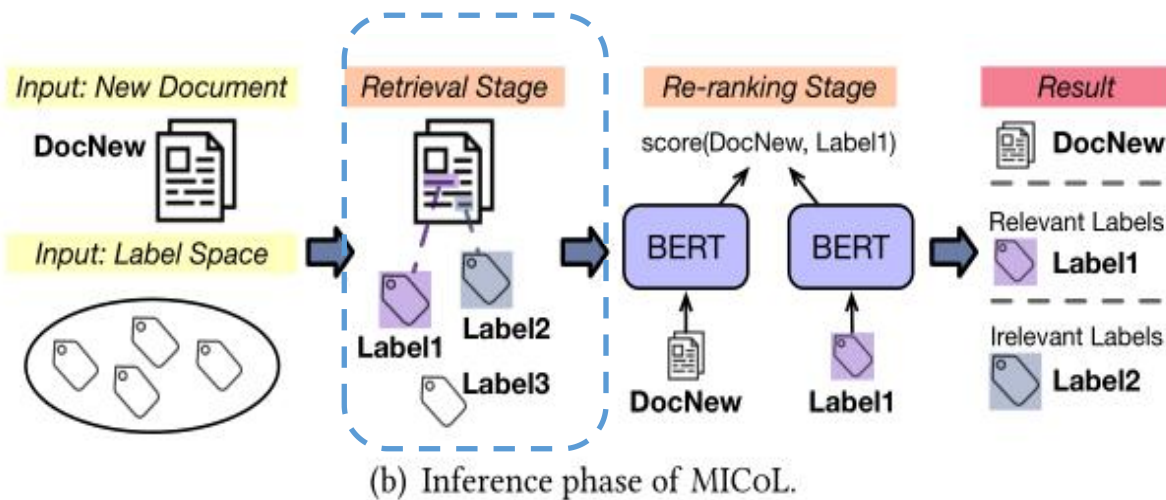 Input: New Document
DocNew
Input: Label Space
Retrieval Stage
Label1
Label2
Label3
Re-ranking Stage
score(DocNew, Label1)
BERT
BERT
DocNew
Label1
Result
DocNew
Relevant Labels
Label1
Irelevant Labels
Label2
(b) Inference phase of MICoL.